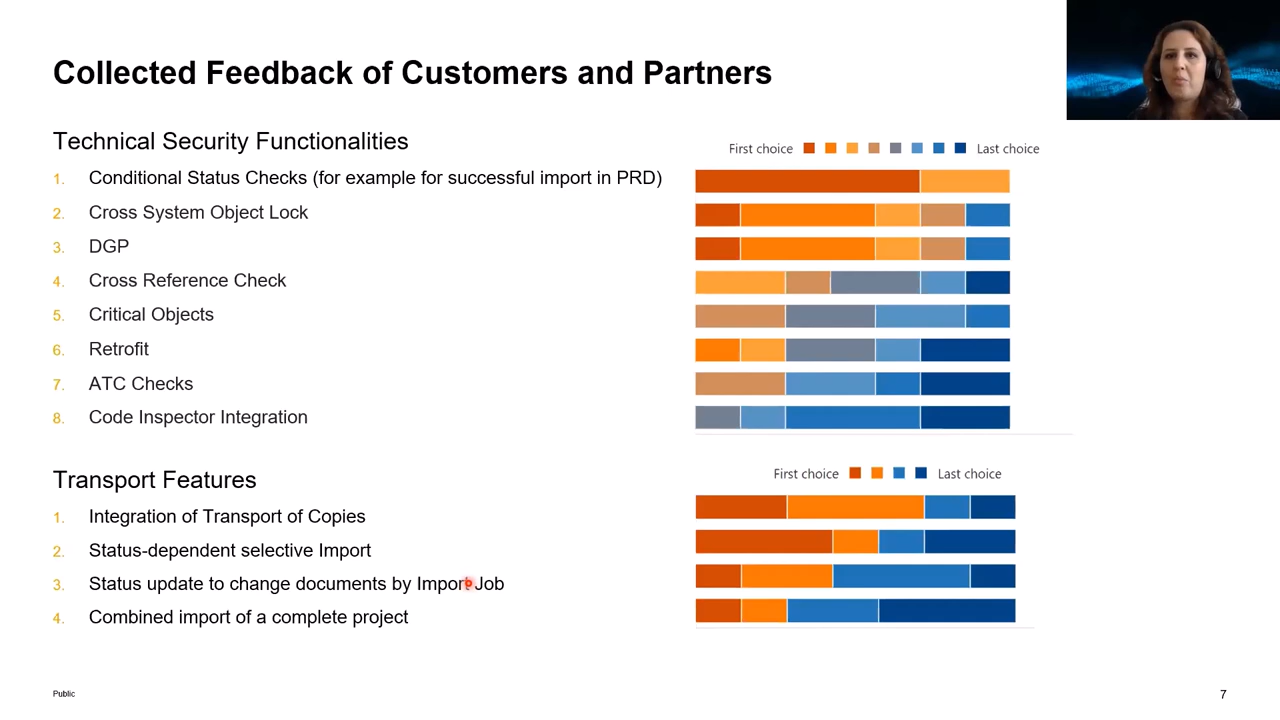 Collected Feedback of Customers and Partners
Technical Security Functionalities
1. Conditional Status Checks (for example for successful import in PRD)
2. Cross System Object Lock
3. DGP
4. Cross Reference Check
5. Critical Objects
6. Retrofit
7. ATC Checks
8. Code Inspector Integration
First choice Last choice
Transport Features
1. Integration of Transport of Copies
2. Status-dependent selective Import
3. Status update to change documents by Import Job
4. Combined import of a complete project
First choice Last choice
Public
7